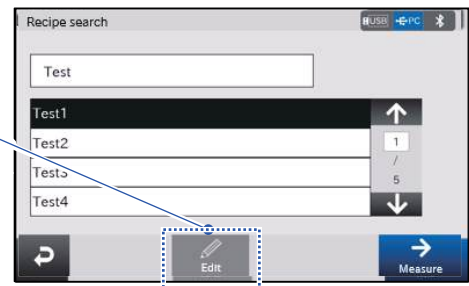 Recipe search
USB PC
Test
Test1
Test2
Test3
Test4
1
/
5
Edit
Measure